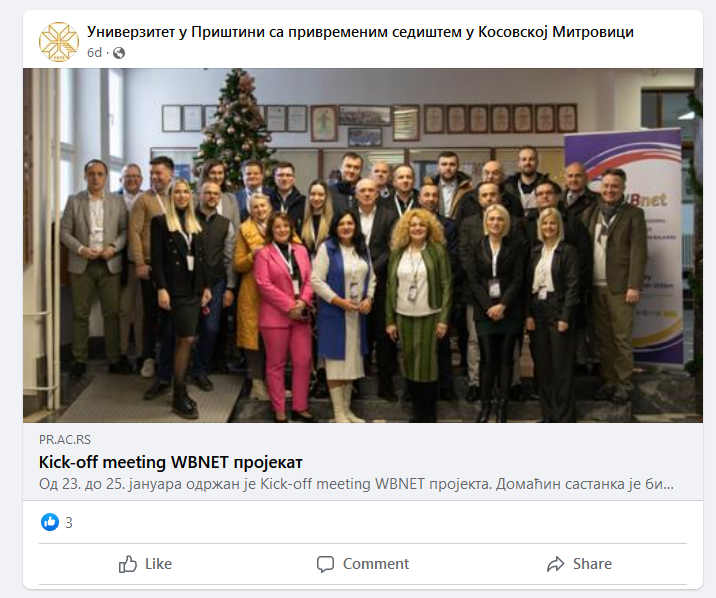 Универзитет у Приштини са привременим седиштем у Косовској Митровици
6d ·
Bnet
PR.AC.RS
Kick-off meeting WBNET пројекат
Од 23. до 25. јануара одржан је Kick-off meeting WBNET пројекта. Домаћин састанка је би...
3
Like
Comment
Share